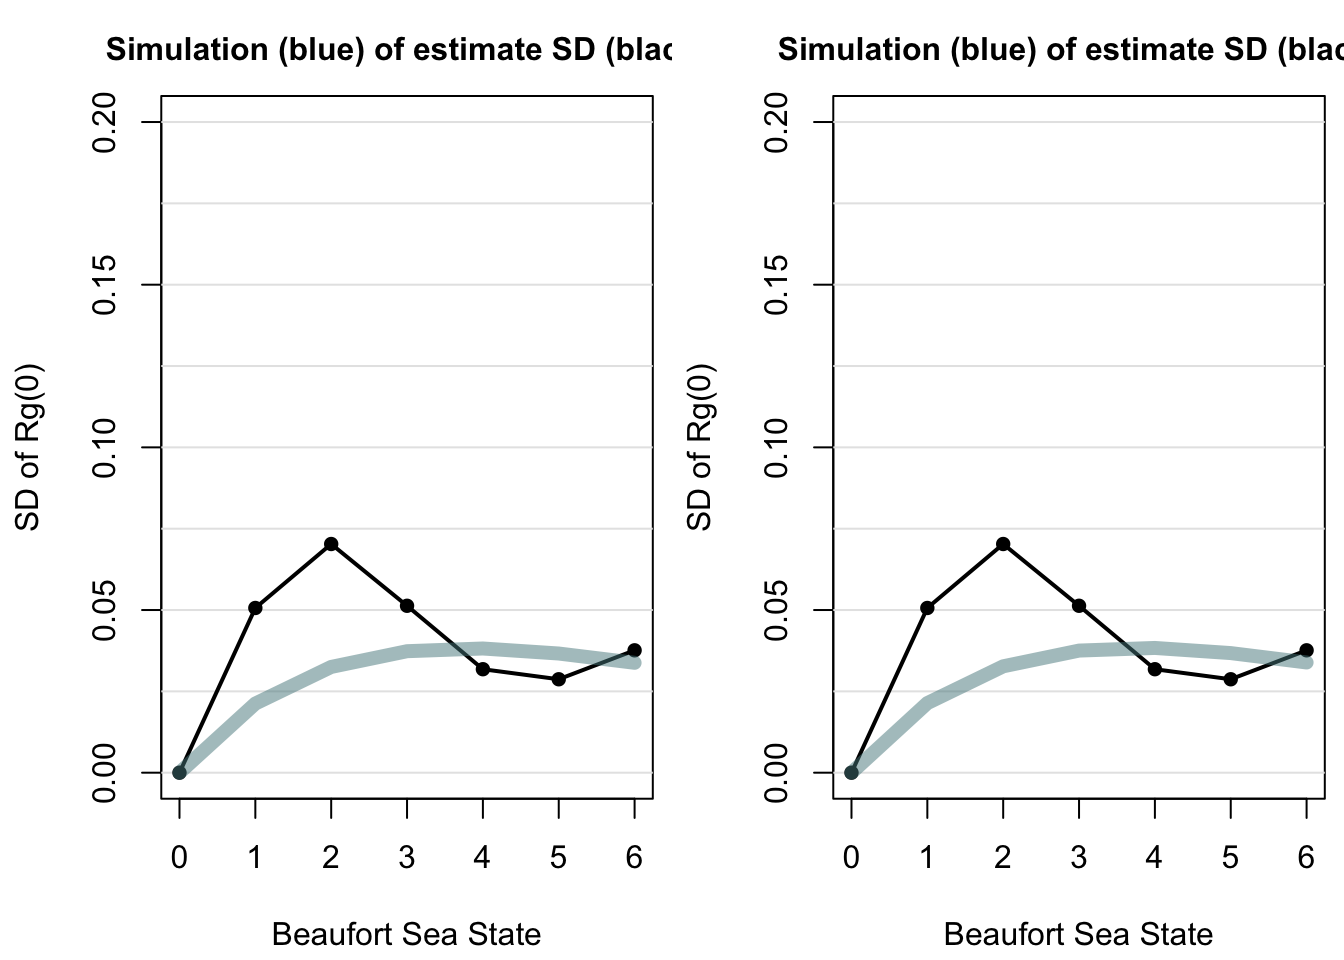 Simulation (blue) of estimate SD (blac
0.20
0.15
0.10
0.05
0.00
SD of Rg(0)
0 1 2 3 4 5 6
Beaufort Sea State
Simulation (blue) of estimate SD (blac
0.20
0.15
0.10
0.05
0.00
SD of Rg(0)
0 1 2 3 4 5 6
Beaufort Sea State